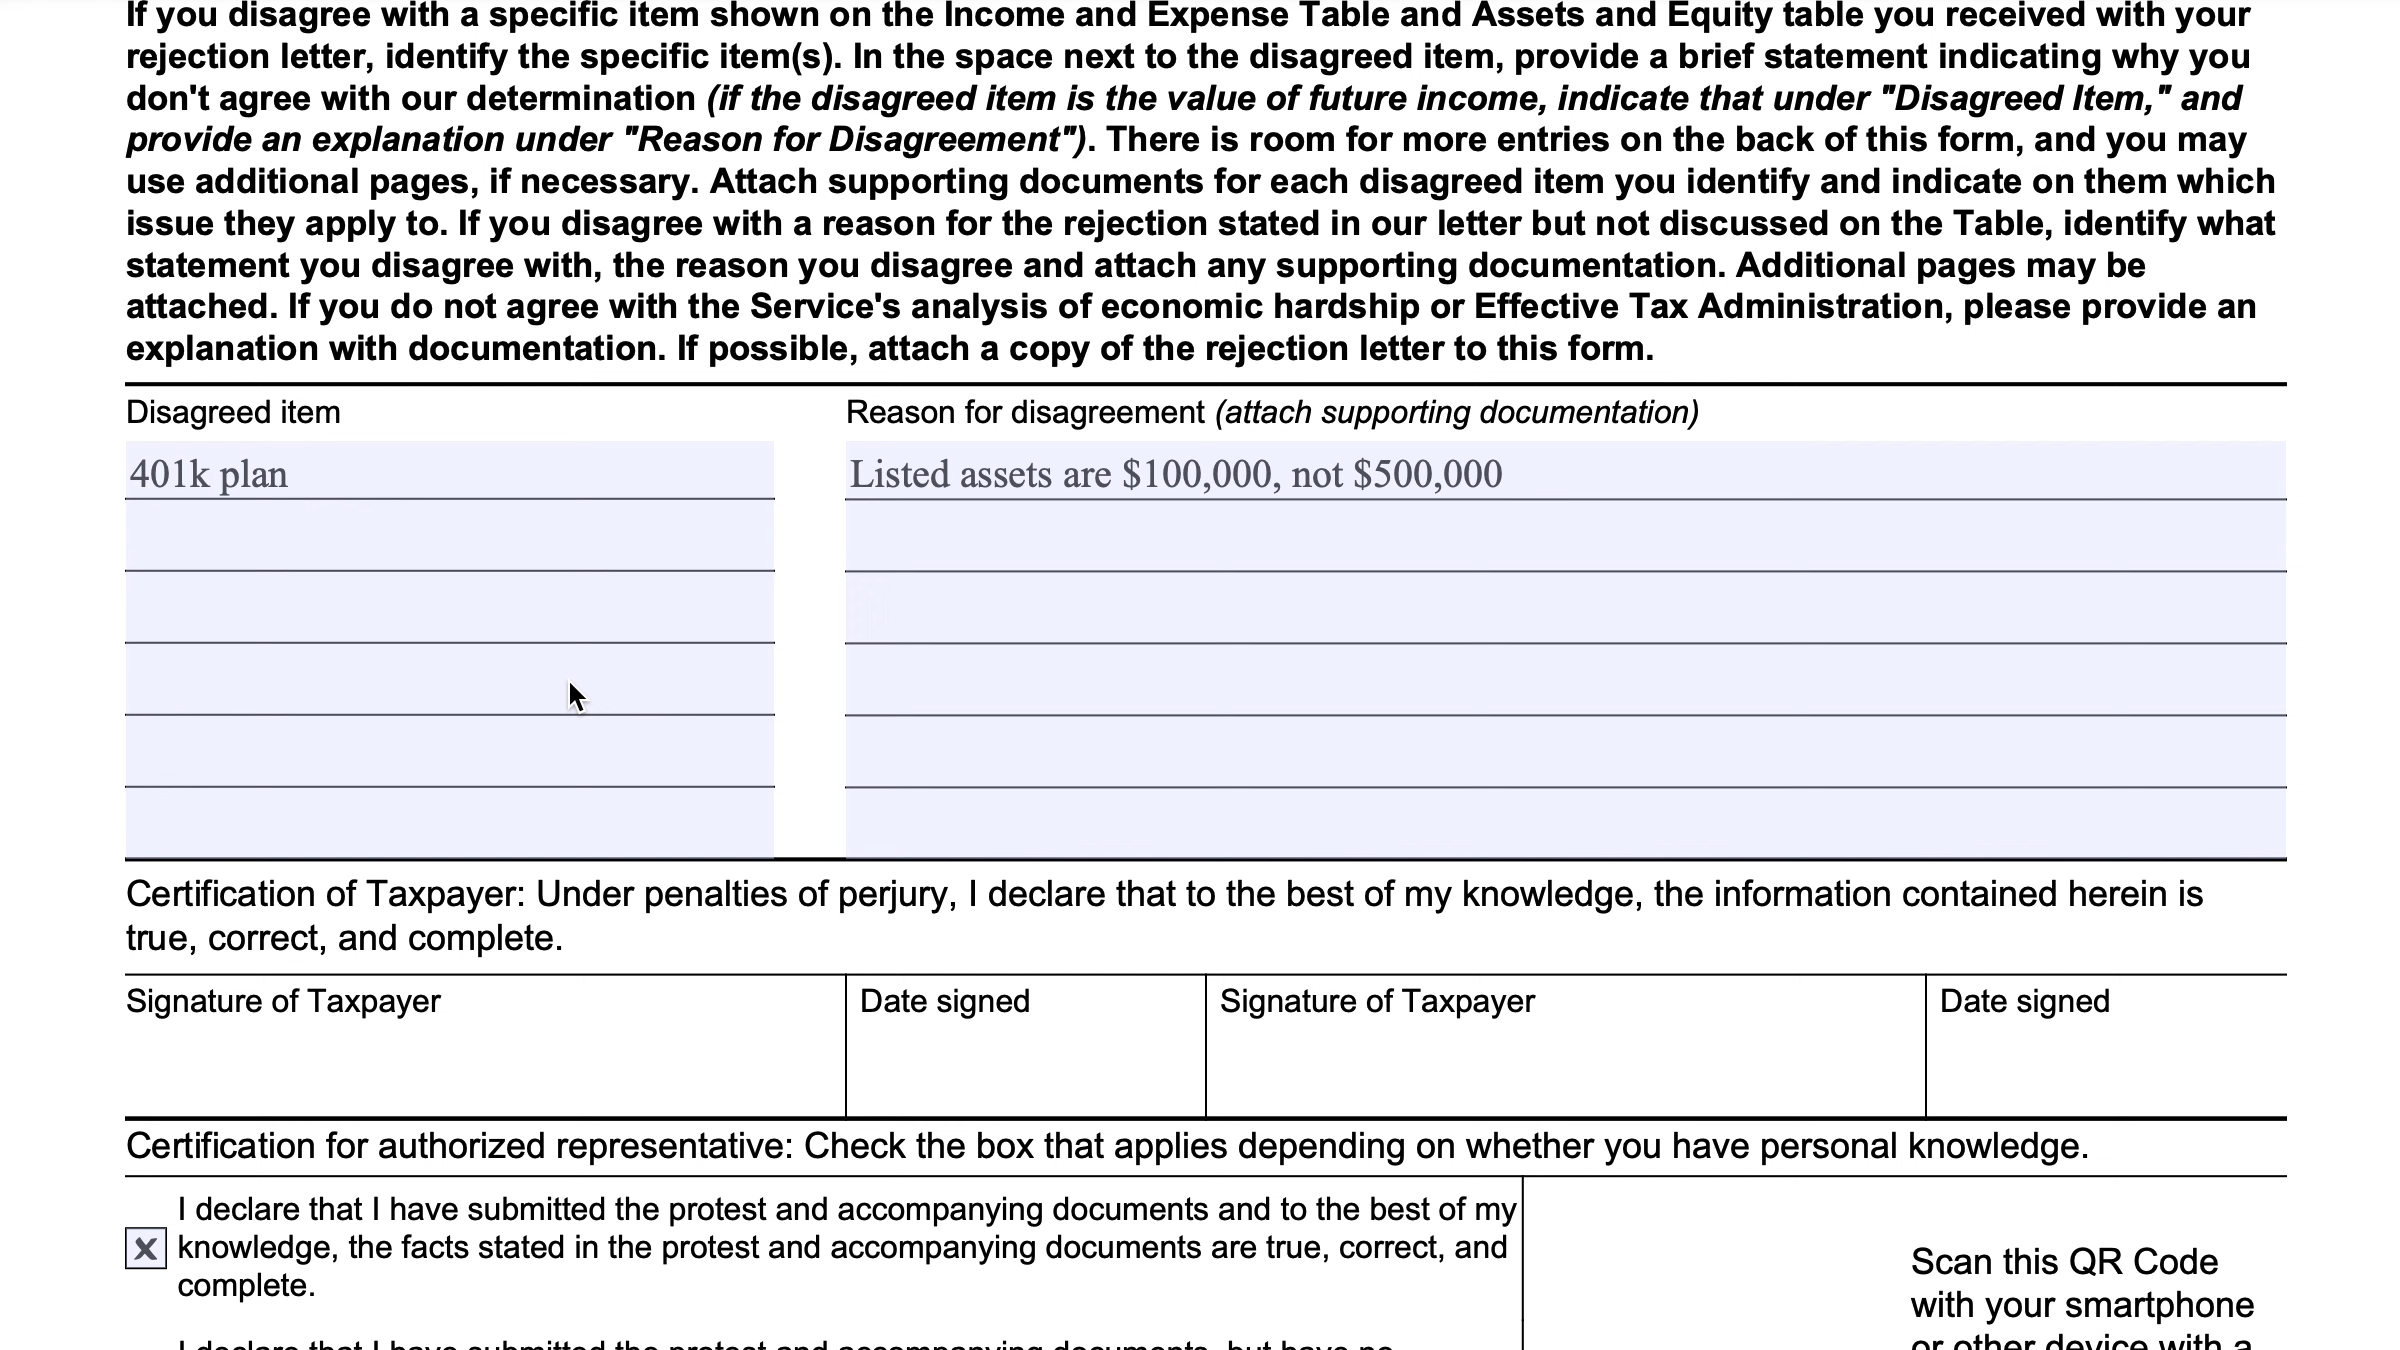 If you disagree with a specific item shown on the Income and Expense Table and Assets and Equity table you received with your
rejection letter, identify the specific item(s). In the space next to the disagreed item, provide a brief statement indicating why you
don't agree with our determination (if the disagreed item is the value of future income, indicate that under "Disagreed Item," and
provide an explanation under "Reason for Disagreement"). There is room for more entries on the back of this form, and you may
use additional pages, if necessary. Attach supporting documents for each disagreed item you identify and indicate on them which
issue they apply to. If you disagree with a reason for the rejection stated in our letter but not discussed on the Table, identify what
statement you disagree with, the reason you disagree and attach any supporting documentation. Additional pages may be
attached. If you do not agree with the Service's analysis of economic hardship or Effective Tax Administration, please provide an
explanation with documentation. If possible, attach a copy of the rejection letter to this form.
Disagreed item
Reason for disagreement (attach supporting documentation)
401k plan
Listed assets are $100,000, not $500,000
Certification of Taxpayer: Under penalties of perjury, I declare that to the best of my knowledge, the information contained herein is
true, correct, and complete.
Signature of Taxpayer
Date signed
Signature of Taxpayer
Date signed
Certification for authorized representative: Check the box that applies depending on whether you have personal knowledge.
I declare that I have submitted the protest and accompanying documents and to the best of my
X knowledge, the facts stated in the protest and accompanying documents are true, correct, and
complete.
Scan this QR Code
with your smartphone
or other device with a
I declare that I have submitted the protest and accompanying documents, but have no